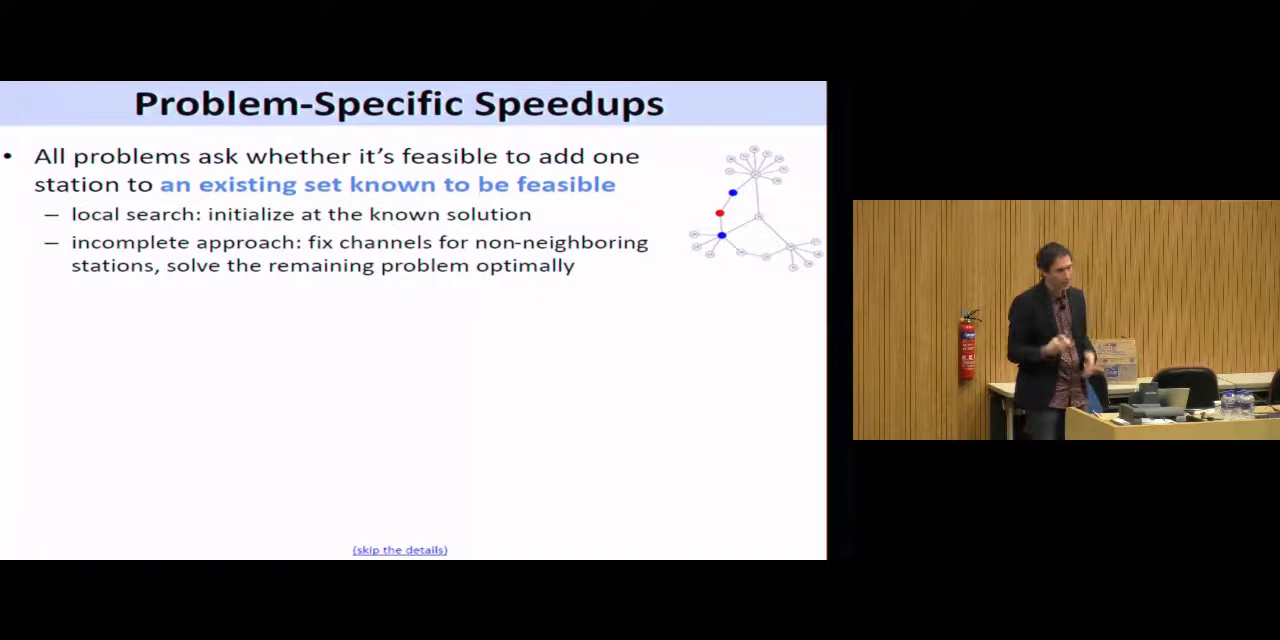 Problem-Specific Speedups
• All problems ask whether it's feasible to add one
station to an existing set known to be feasible
– local search: initialize at the known solution
– incomplete approach: fix channels for non-neighboring
stations, solve the remaining problem optimally
(skip the details)